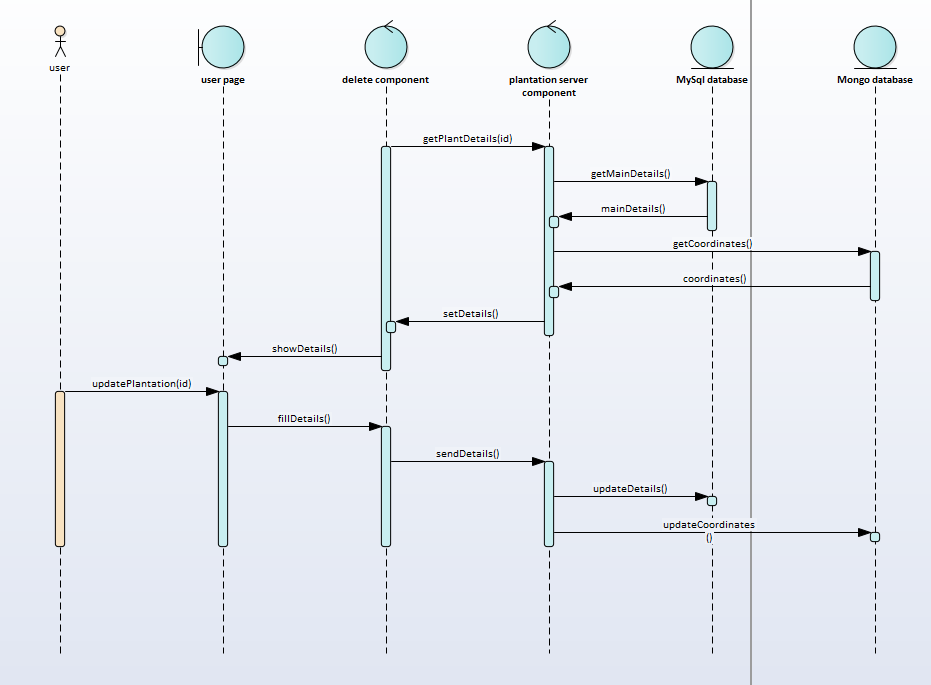 user
user page
delete component
plantation server
component
MySql database
Mongo database
getPlantDetails(id)
getMainDetails()
mainDetails()
getCoordinates()
coordinates()
setDetails()
showDetails()
updatePlantation(id)
fillDetails()
sendDetails()
updateDetails()
updateCoordinates
()